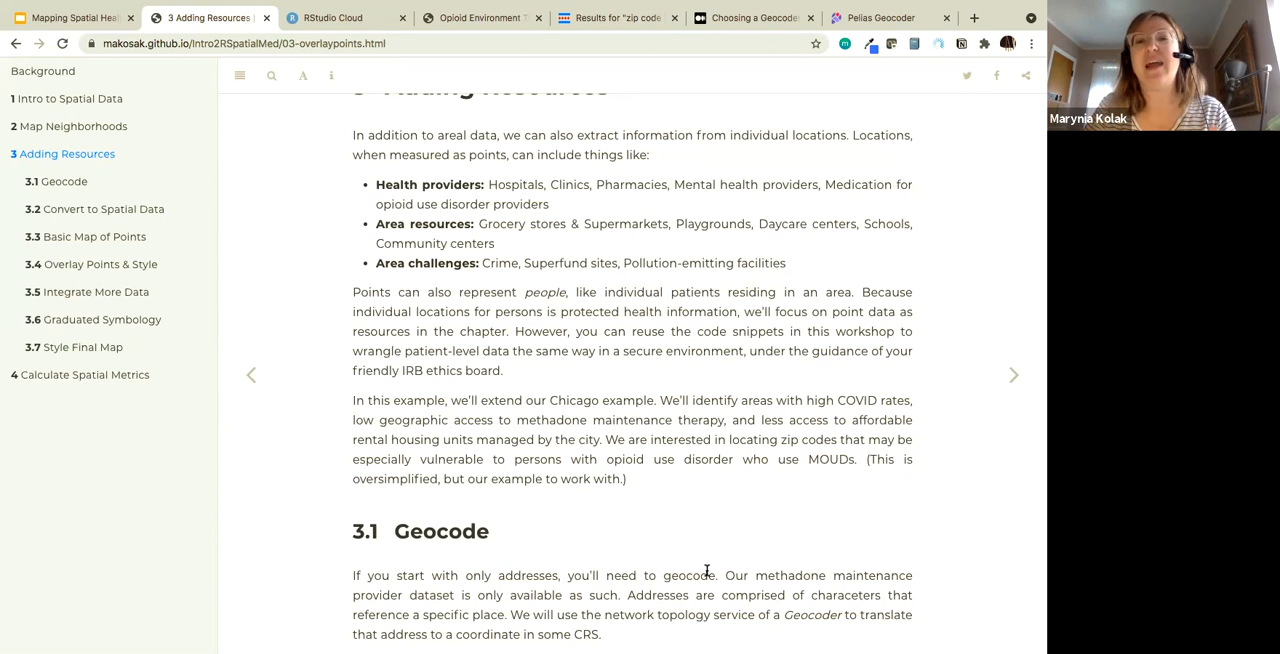 Mapping Spatial Heal
3 Adding Resources |
RStudio Cloud
Opioid Environment T
Results for "zip code
Choosing a Geocode
Pelias Geocoder
makosak.github.io/Intro2RSpatialMed/03-overlaypoints.html
Background
1 Intro to Spatial Data
2 Map Neighborhoods
3 Adding Resources
3.1 Geocode
3.2 Convert to Spatial Data
3.3 Basic Map of Points
3.4 Overlay Points & Style
3.5 Integrate More Data
3.6 Graduated Symbology
3.7 Style Final Map
4 Calculate Spatial Metrics
3 Adding Resources
In addition to areal data, we can also extract information from individual locations. Locations,
when measured as points, can include things like:
• Health providers: Hospitals, Clinics, Pharmacies, Mental health providers, Medication for
opioid use disorder providers
• Area resources: Grocery stores & Supermarkets, Playgrounds, Daycare centers, Schools,
Community centers
• Area challenges: Crime, Superfund sites, Pollution-emitting facilities
Points can also represent people, like individual patients residing in an area. Because
individual locations for persons is protected health information, we'll focus on point data as
resources in the chapter. However, you can reuse the code snippets in this workshop to
wrangle patient-level data the same way in a secure environment, under the guidance of your
friendly IRB ethics board.
In this example, we'll extend our Chicago example. We'll identify areas with high COVID rates,
low geographic access to methadone maintenance therapy, and less access to affordable
rental housing units managed by the city. We are interested in locating zip codes that may be
especially vulnerable to persons with opioid use disorder who use MOUDs. (This is
oversimplified, but our example to work with.)
3.1 Geocode
If you start with only addresses, you'll need to geocode. Our methadone maintenance
provider dataset is only available as such. Addresses are comprised of characeters that
reference a specific place. We will use the network topology service of a Geocoder to translate
that address to a coordinate in some CRS.
Marynia Kolak